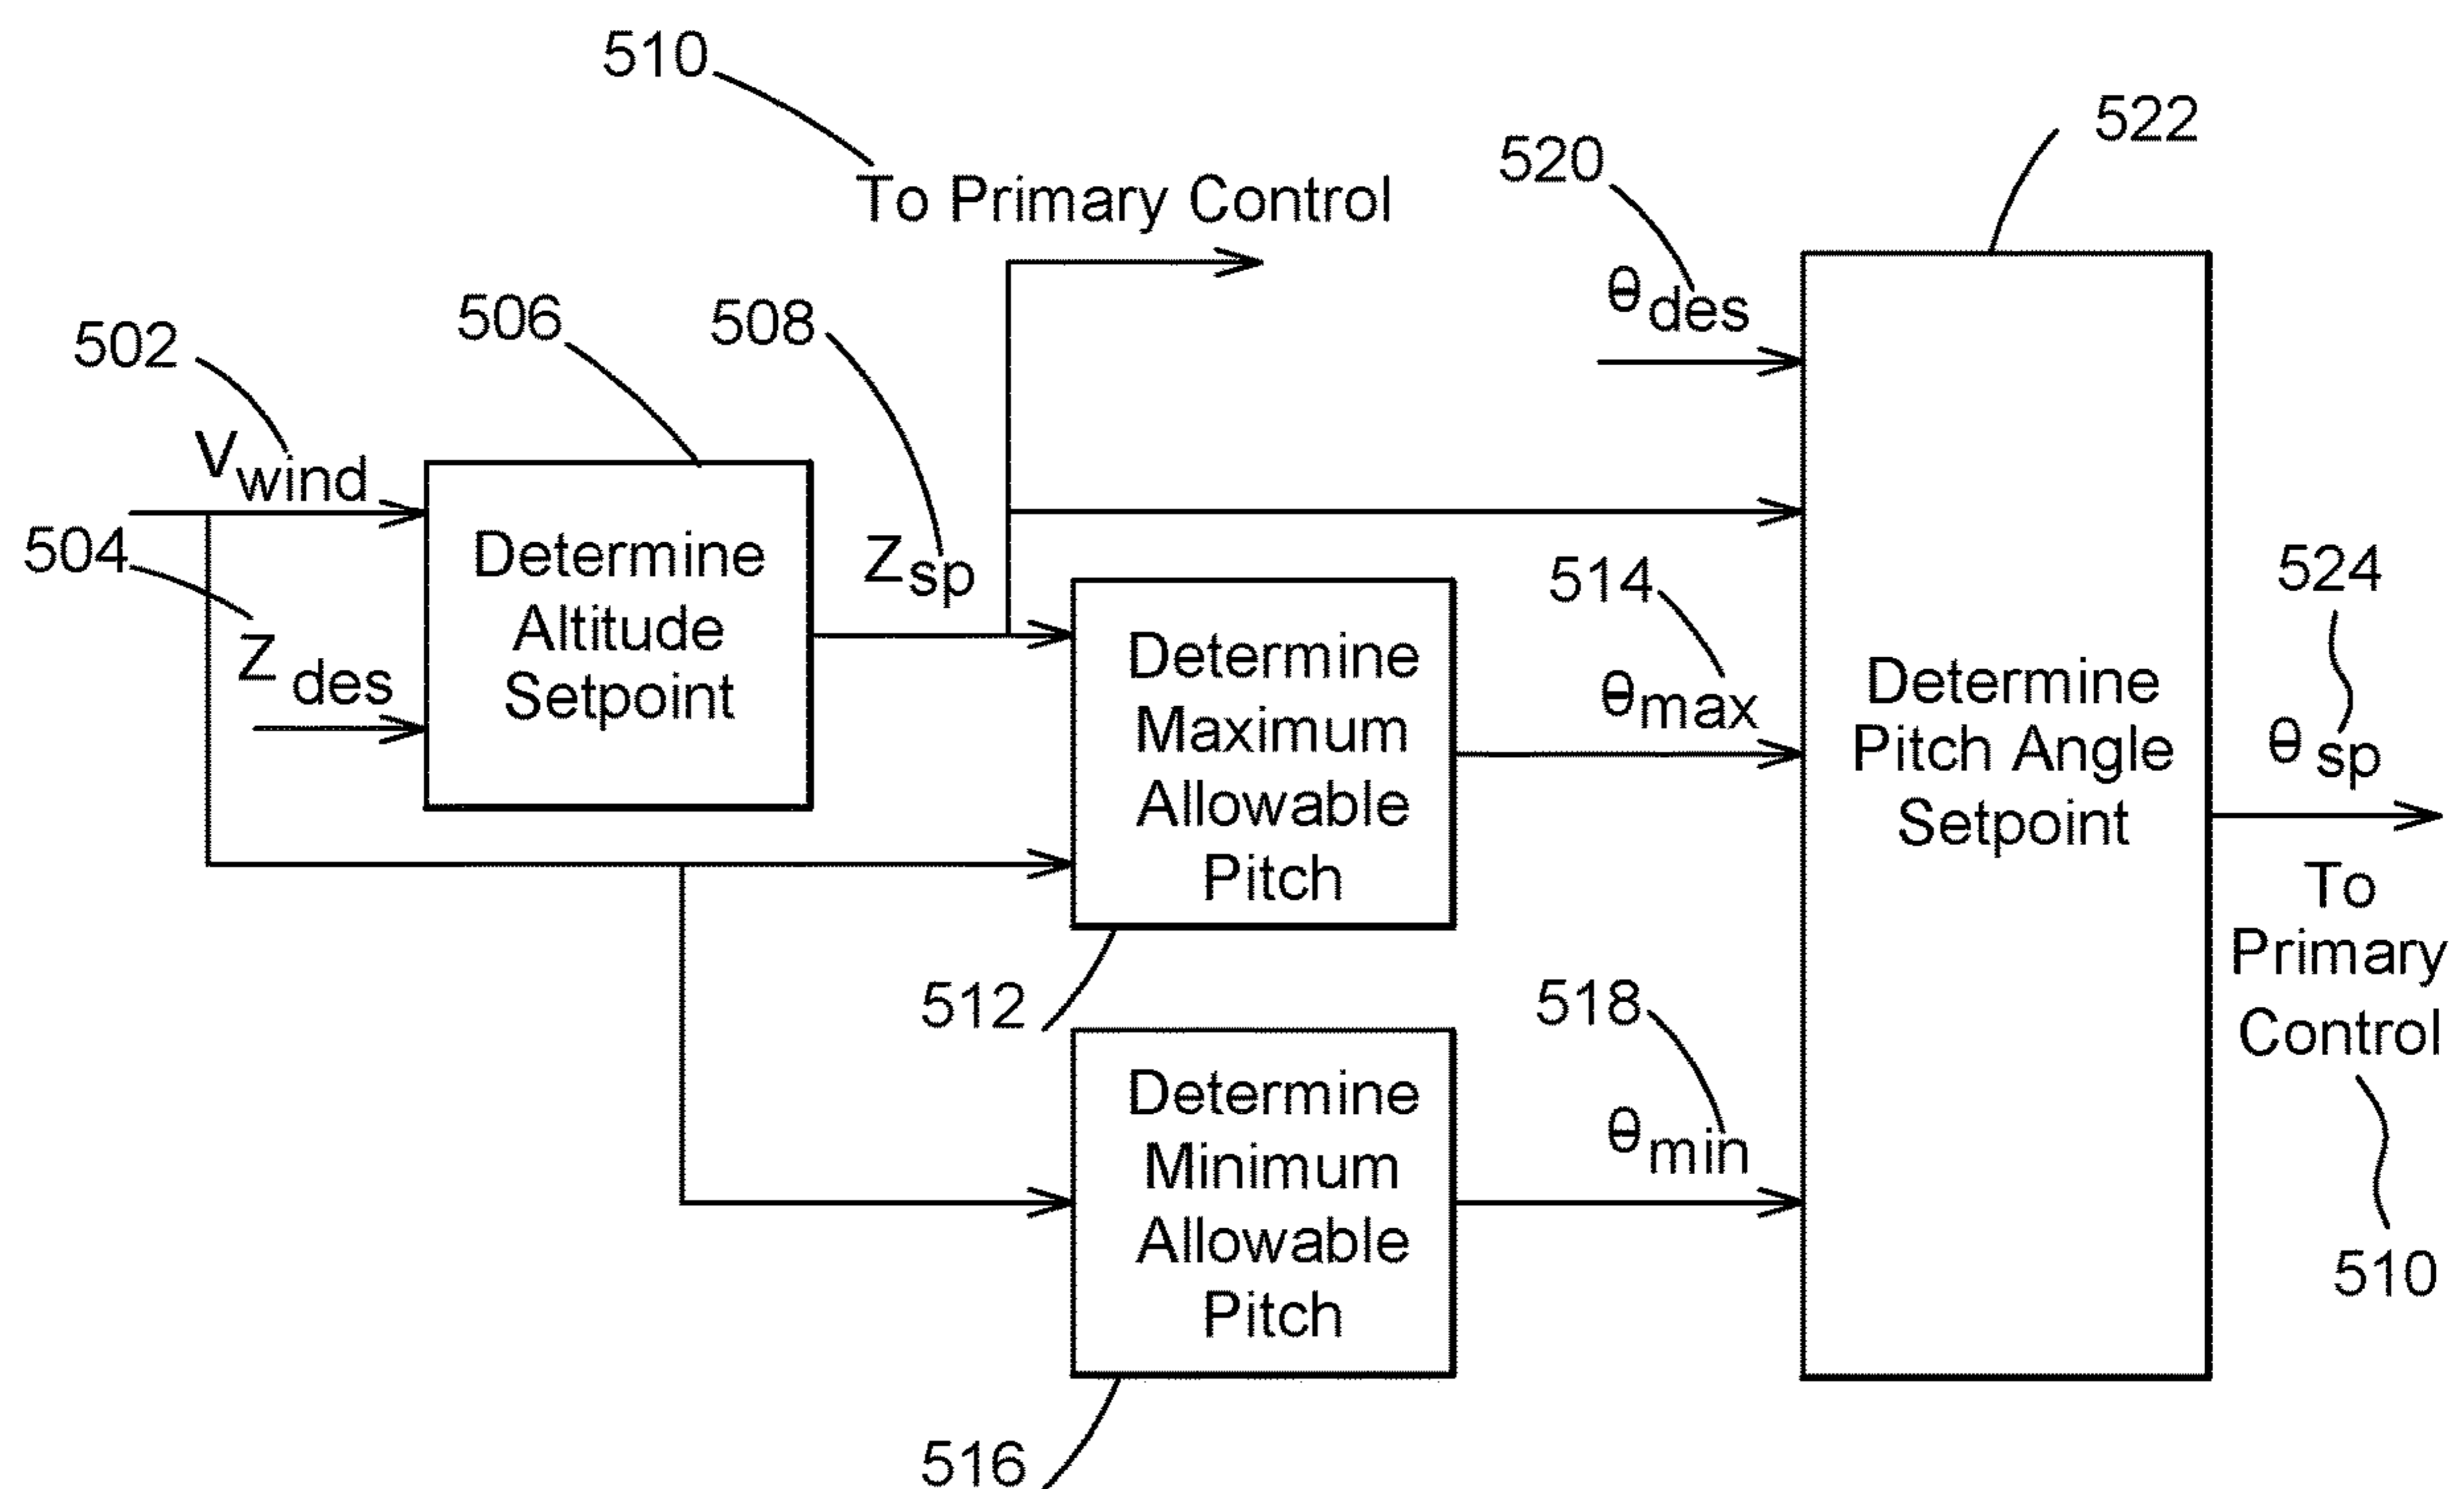 510
To Primary Control
522
520
θdes
502
506
508
Vwind
504
Z des
Determine
Altitude
Setpoint
Zsp
514
θmax
Determine
Maximum
Allowable
Pitch
512
518
θmin
Determine
Minimum
Allowable
Pitch
516
Determine
Pitch Angle
Setpoint
524
θ sp
To
Primary
Control
510